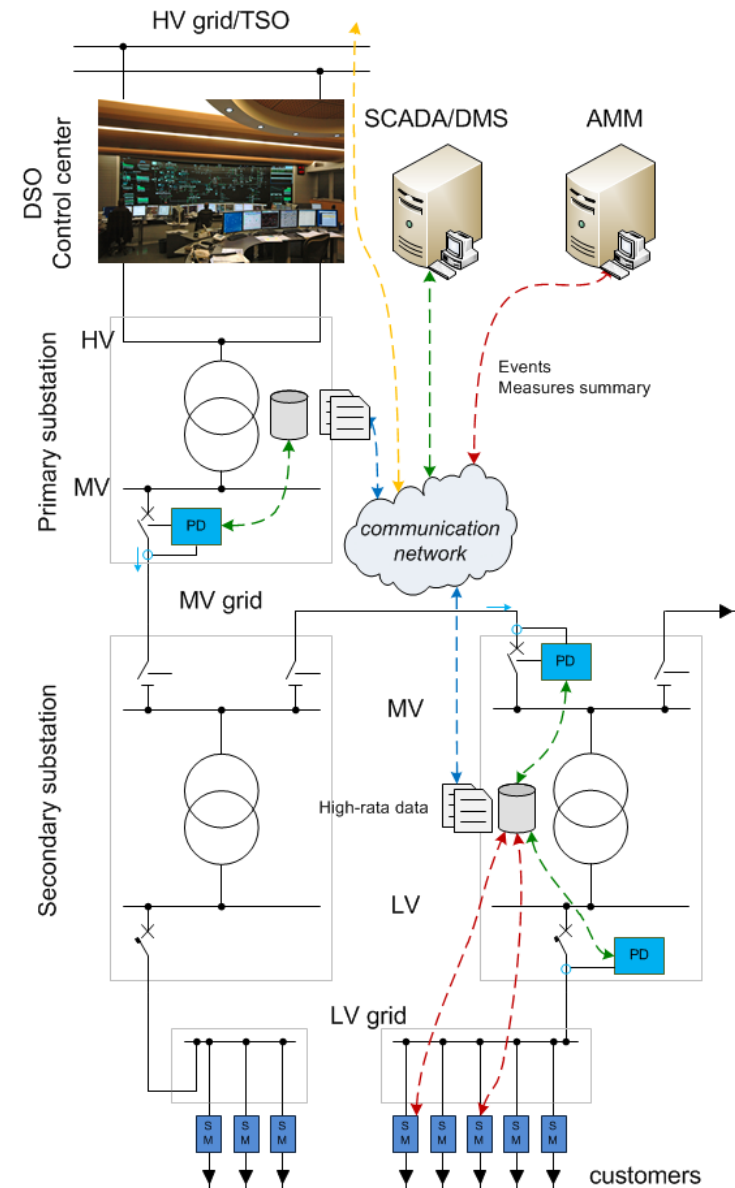 HV grid/TSO
DSO
Control center
SCADA/DMS
AMM
Events
Measures summary
Primary substation
HV
MV
PD
communication
network
MV grid
Secondary substation
PD
MV
High-rata data
LV
PD
LV grid
S
M
S
M
S
M
S
M
S
M
S
M
S
M
S
M
customers